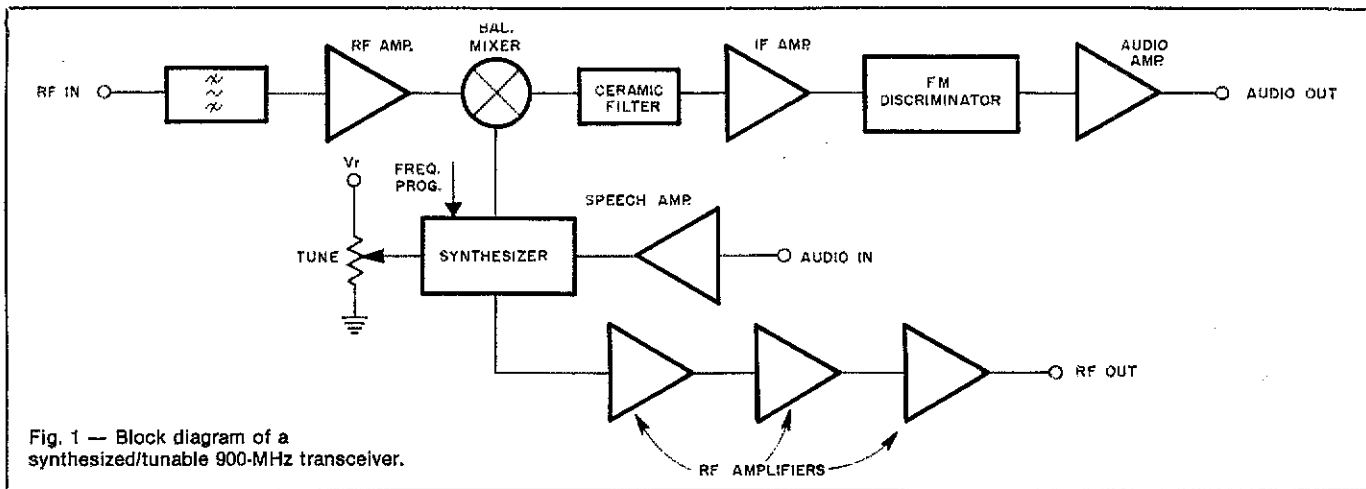 RF IN
RF AMP.
BAL.
MIXER
CERAMIC
FILTER
IF AMP.
FM
DISCRIMINATOR
AUDIO
AMP.
AUDIO OUT
Vr
TUNE
FREQ.
PROG.
SYNTHESIZER
SPEECH AMP.
AUDIO IN
RF OUT
RF AMPLIFIERS
Fig. 1 — Block diagram of a
synthesized/tunable 900-MHz transceiver.